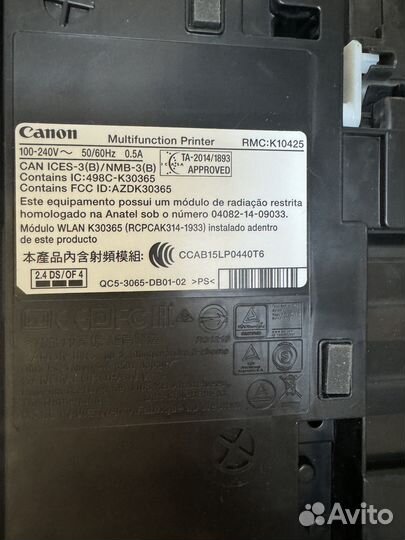 Canon Multifunction Printer RMC:K10425
100-240V~ 50/60Hz 0.5A
TA-2014/1893
APPROVED
CAN ICES-3(B)/NMB-3(B)
Contains IC:498C-K30365
Contains FCC ID:AZDK30365
Este equipamento possui um módulo de radiação restrita
homologado na Anatel sob o número 04082-14-09033.
Módulo WLAN K30365 (RCPCAK314-1933) instalado adentro
de este producto
本產品內含射頻模組: CCAB15LP0440T6
2.4 DS/OF 4 QC5-3065-DB01-02 >PS<
Avito